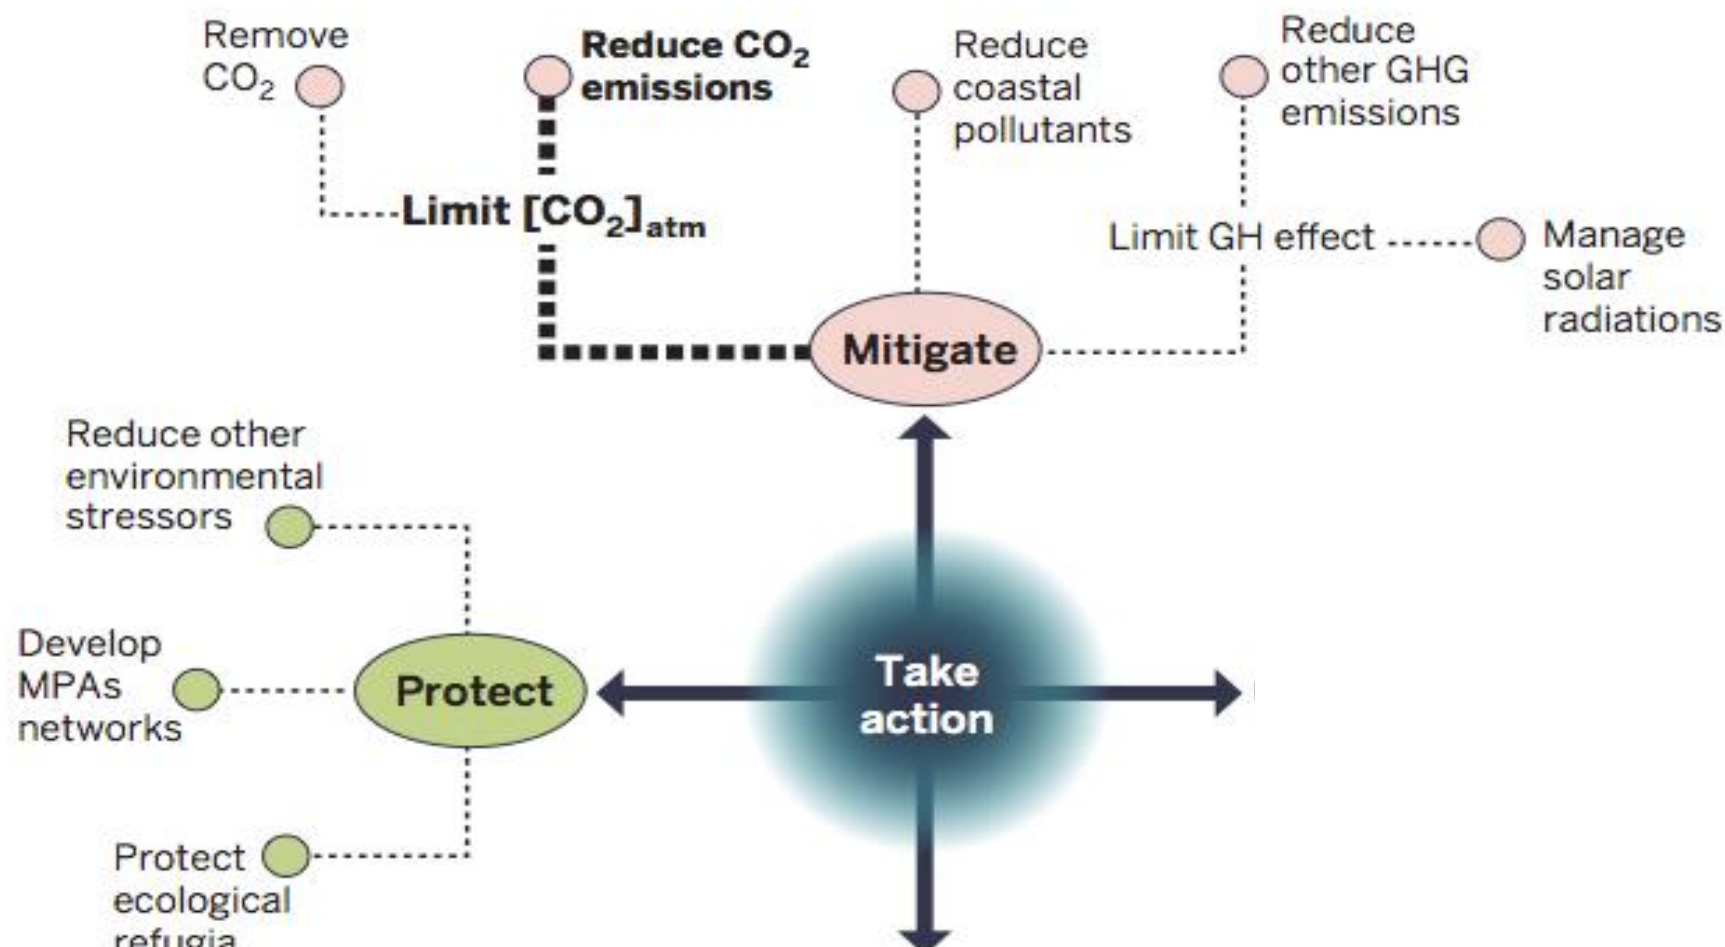 Remove
CO₂
Reduce CO₂
emissions
Reduce
coastal
pollutants
Reduce
other GHG
emissions
Limit [CO₂]atm
Limit GH effect
Manage
solar
radiations
Mitigate
Reduce other
environmental
stressors
Develop
MPAs
networks
Protect
Take
action
Protect
ecological
refugia